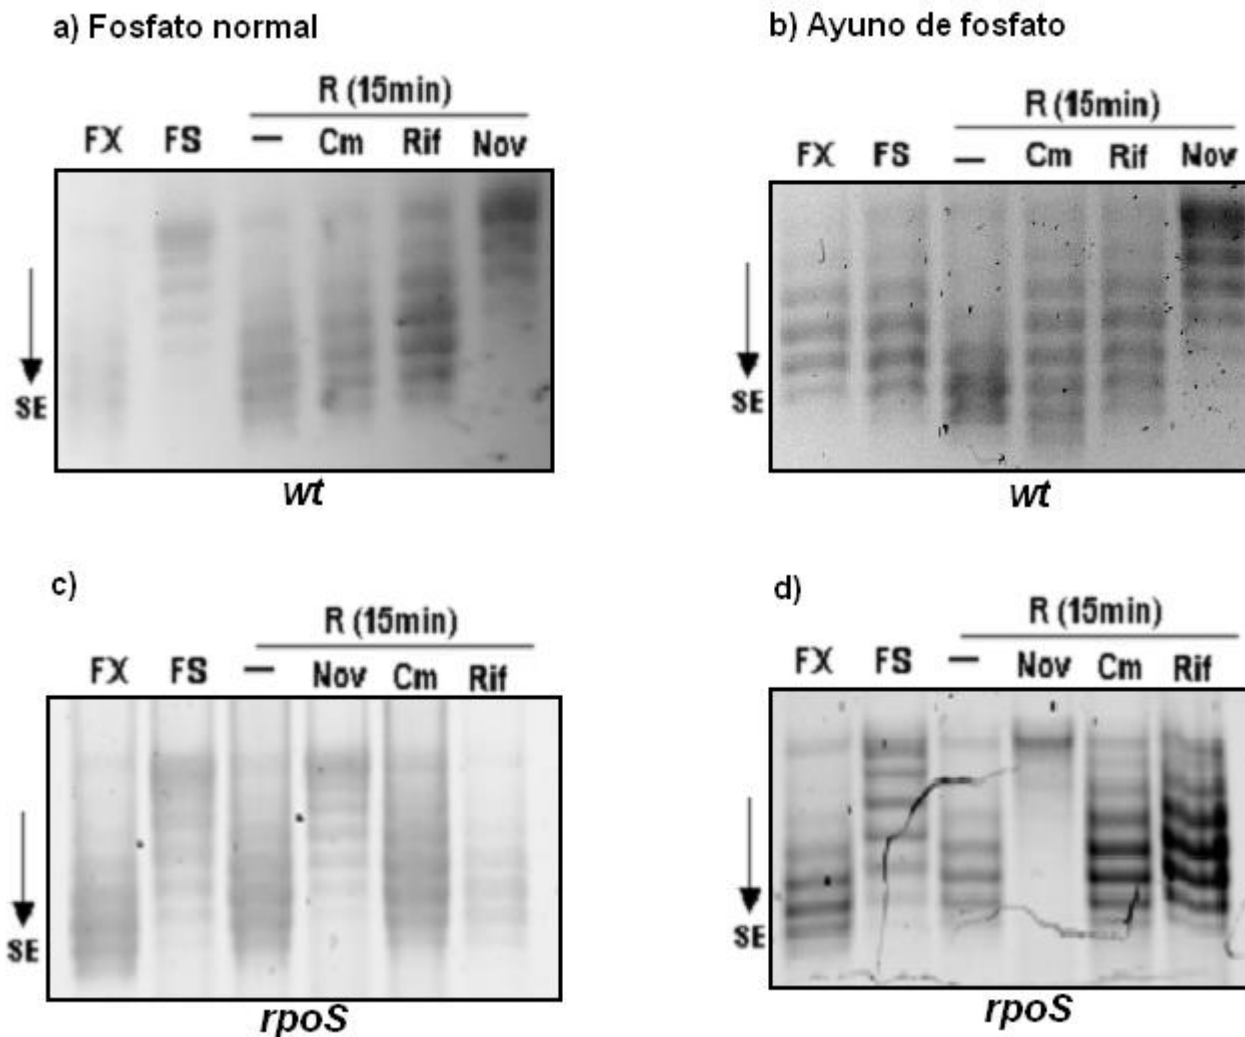 a) Fosfato normal
R (15min)
FX FS — Cm Rif Nov
SE
wt
b) Ayuno de fosfato
R (15min)
FX FS — Cm Rif Nov
SE
wt
c)
R (15min)
FX FS — Nov Cm Rif
SE
rpoS
d)
R (15min)
FX FS — Nov Cm Rif
SE
rpoS